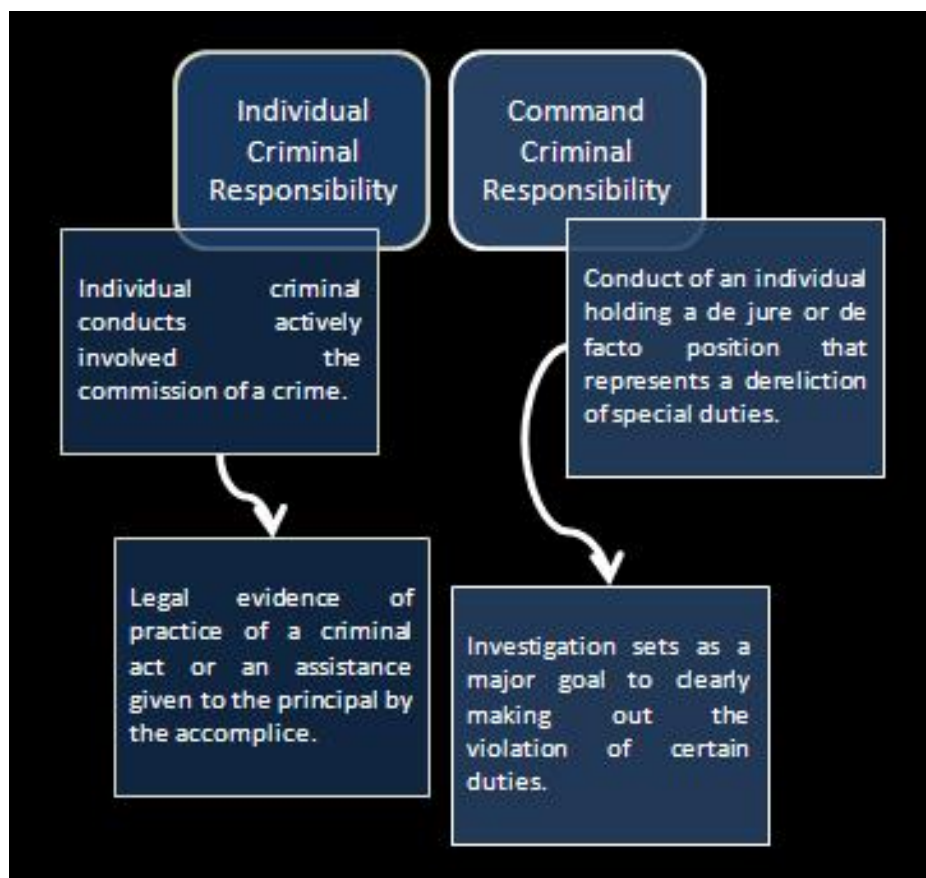 Individual
Criminal
Responsibility
Command
Criminal
Responsibility
Individual criminal
conducts actively
involved the
commission of a crime.
Conduct of an individual
holding a de jure or de
facto position that
represents a dereliction
of special duties.
Legal evidence of
practice of a criminal
act or an assistance
given to the principal by
the accomplice.
Investigation sets as a
major goal to clearly
making out the
violation of certain
duties.